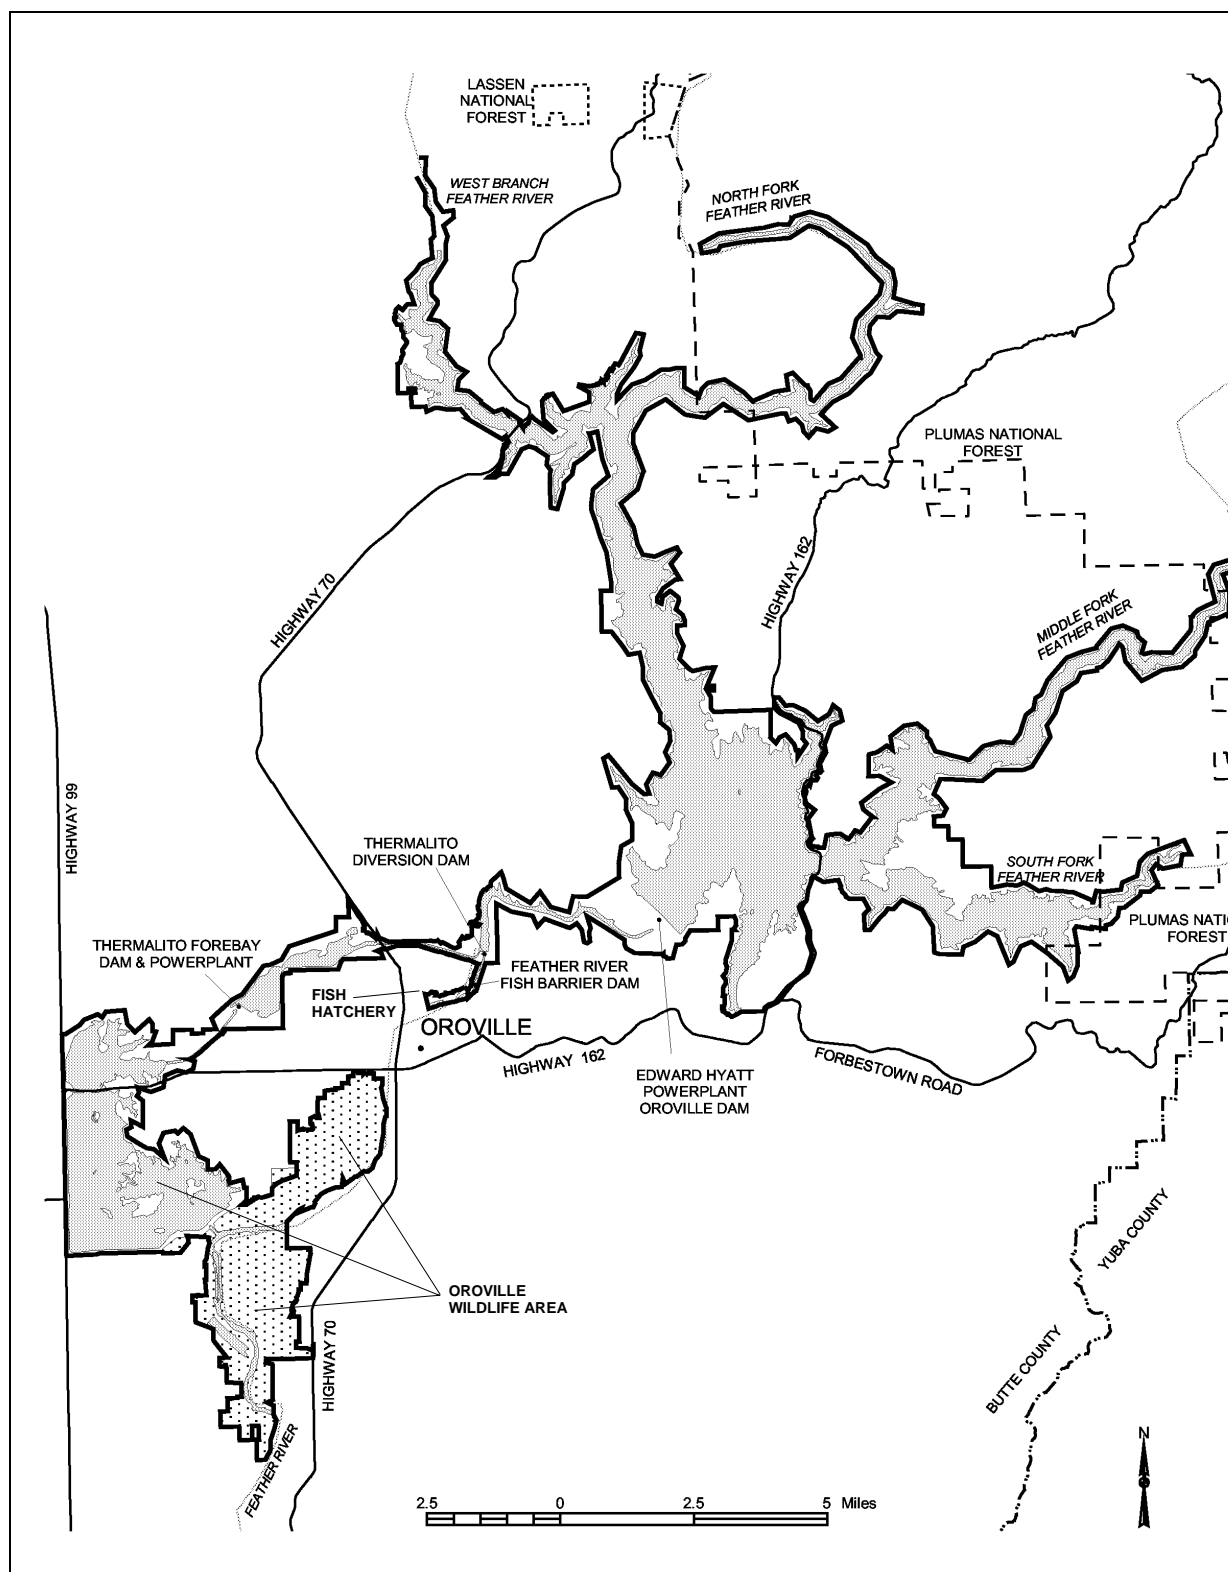 LASSEN
NATIONAL
FOREST
WEST BRANCH
FEATHER RIVER
NORTH FORK
FEATHER RIVER
PLUMAS NATIONAL
FOREST
HIGHWAY 70
HIGHWAY 162
MIDDLE FORK
FEATHER RIVER
HIGHWAY 99
THERMALITO
DIVERSION DAM
SOUTH FORK
FEATHER RIVER
PLUMAS NATI
FOREST
THERMALITO FOREBAY
DAM & POWERPLANT
FEATHER RIVER
FISH BARRIER DAM
FISH
HATCHERY
OROVILLE
HIGHWAY 162
FORBESTOWN ROAD
EDWARD HYATT
POWERPLANT
OROVILLE DAM
YUBA COUNTY
OROVILLE
WILDLIFE AREA
HIGHWAY 70
BUTTE COUNTY
FEATHER RIVER
N
2.5 0 2.5 5 Miles